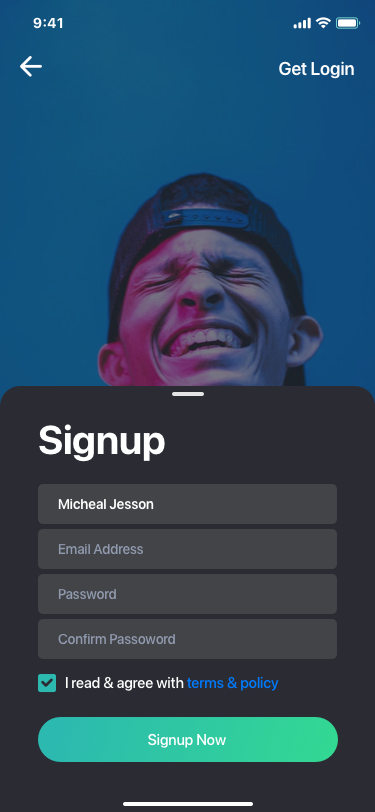 9:41
Get Login
Signup
Micheal Jesson
Email Address
Password
Confirm Passoword
I read & agree with terms & policy
Signup Now